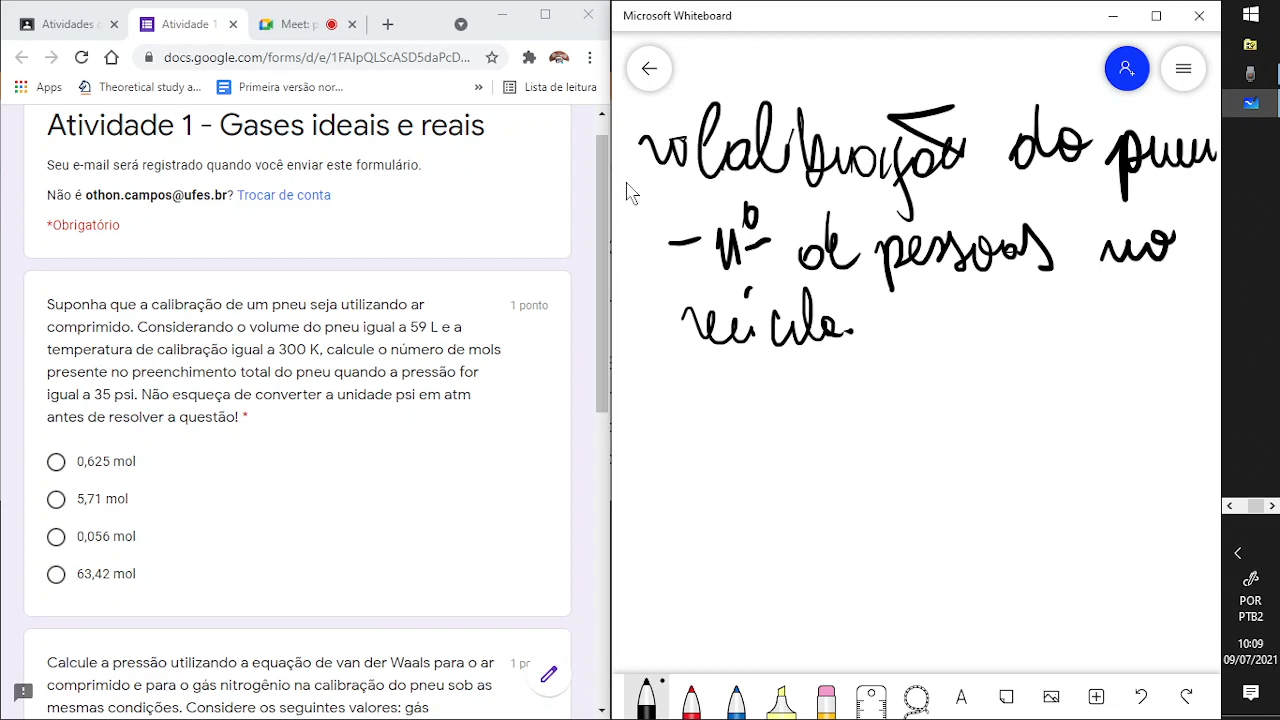 Atividades d
Atividade 1
Meet: p
docs.google.com/forms/d/e/1FAIpQLScASD5daPcD...
Apps
Theoretical study a...
Primeira versão nor...
»
Lista de leitura
Atividade 1 - Gases ideais e reais
Seu e-mail será registrado quando você enviar este formulário.
Não é othon.campos@ufes.br? Trocar de conta
*Obrigatório
Suponha que a calibração de um pneu seja utilizando ar
1 ponto
comprimido. Considerando o volume do pneu igual a 59 L e a
temperatura de calibração igual a 300 K, calcule o número de mols
presente no preenchimento total do pneu quando a pressão for
igual a 35 psi. Não esqueça de converter a unidade psi em atm
antes de resolver a questão! *
0,625 mol
5,71 mol
0,056 mol
63,42 mol
Calcule a pressão utilizando a equação de van der Waals para o ar
1 po
comprimido e para o gás nitrogênio na calibração do pneu sob as
mesmas condições. Considere os seguintes valores: gás
Microsoft Whiteboard
calibração do pneu
- nº de pessoas no
veículo.
POR
PTB2
10:09
09/07/2021